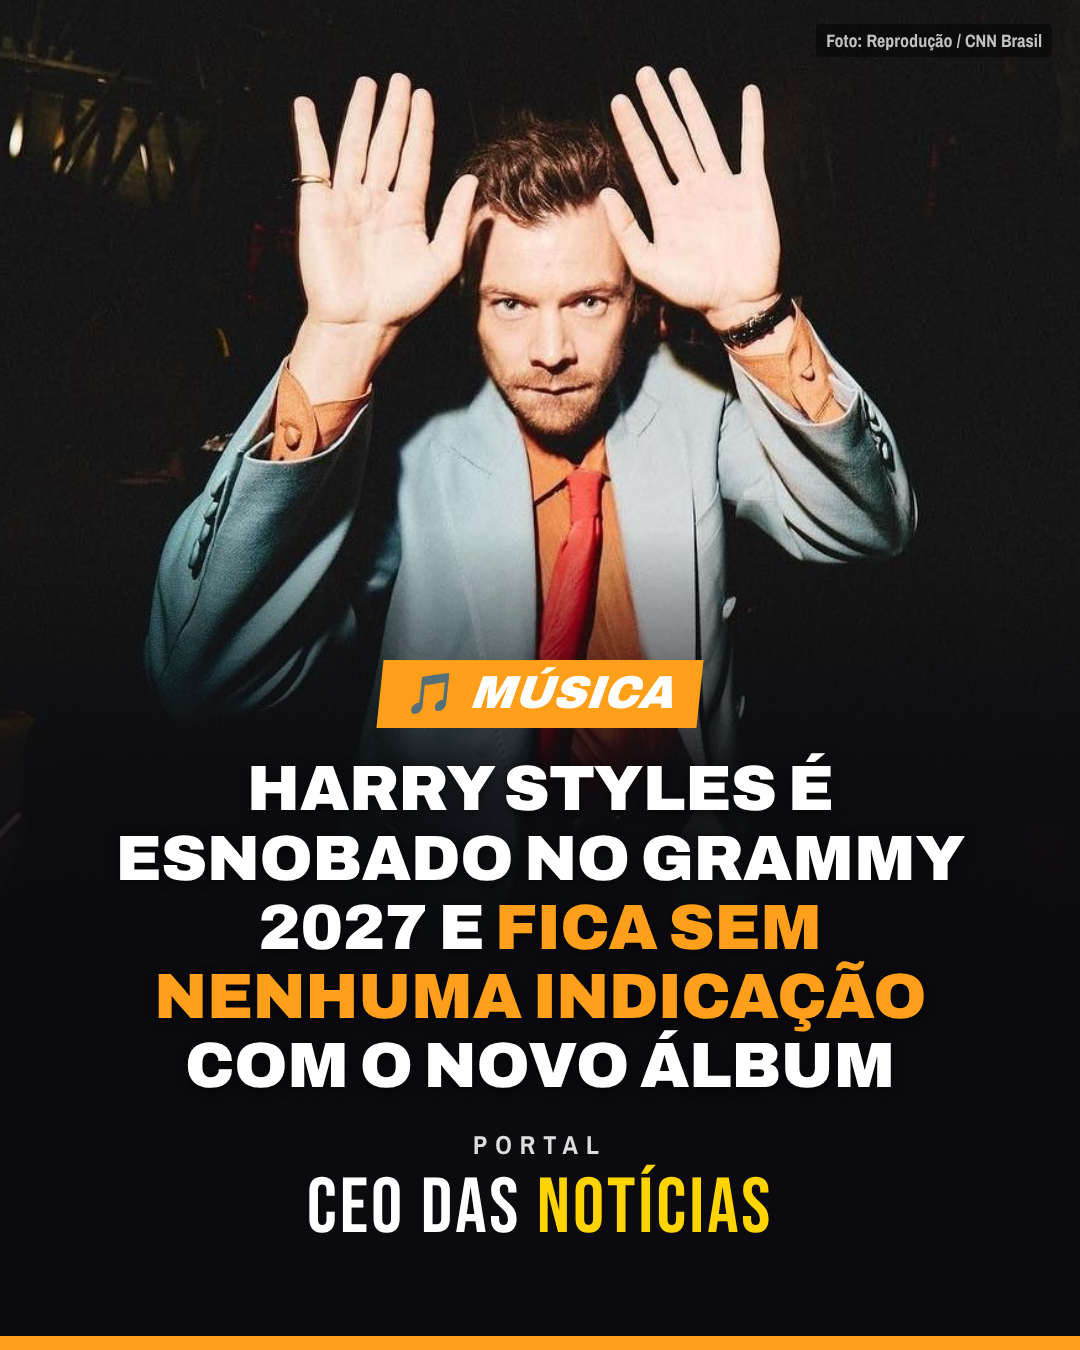 Foto: Reprodução / CNN Brasil
🎵 MÚSICA
HARRY STYLES É
ESNOBADO NO GRAMMY
2027 E FICA SEM
NENHUMA INDICAÇÃO
COM O NOVO ÁLBUM
PORTAL
CEO DAS NOTÍCIAS